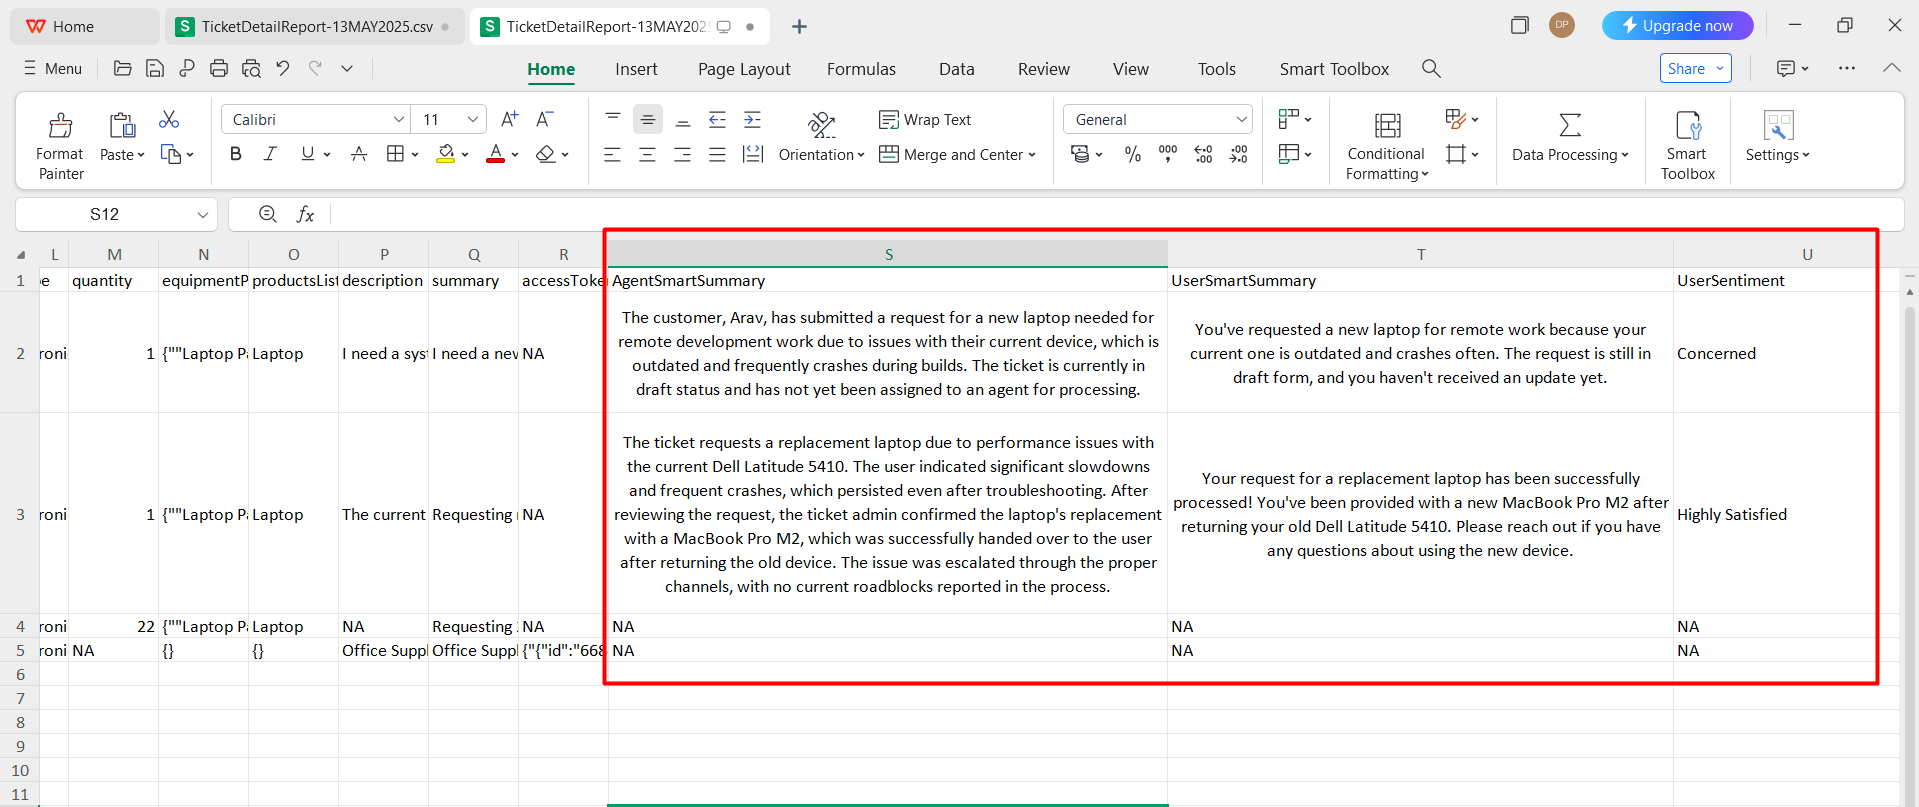 Home
TicketDetailReport-13MAY2025.csv
TicketDetailReport-13MAY202
DP
Upgrade now
Menu
Home Insert Page Layout Formulas Data Review View Tools Smart Toolbox
Share
Format Painter
Paste
Calibri
11
Wrap Text
Orientation
Merge and Center
General
Conditional Formatting
Data Processing
Smart Toolbox
Settings
S12
fx
L M N O P Q R S T U
1 quantity equipmentP productsList description summary accessToke AgentSmartSummary UserSmartSummary UserSentiment
2 roni 1 {""Laptop Pa Laptop I need a syst I need a new NA
The customer, Arav, has submitted a request for a new laptop needed for
remote development work due to issues with their current device, which is
outdated and frequently crashes during builds. The ticket is currently in
draft status and has not yet been assigned to an agent for processing.
You've requested a new laptop for remote work because your
current one is outdated and crashes often. The request is still in
draft form, and you haven't received an update yet.
Concerned
3 roni 1 {""Laptop Pa Laptop The current Requesting NA
The ticket requests a replacement laptop due to performance issues with
the current Dell Latitude 5410. The user indicated significant slowdowns
and frequent crashes, which persisted even after troubleshooting. After
reviewing the request, the ticket admin confirmed the laptop's replacement
with a MacBook Pro M2, which was successfully handed over to the user
after returning the old device. The issue was escalated through the proper
channels, with no current roadblocks reported in the process.
Your request for a replacement laptop has been successfully
processed! You've been provided with a new MacBook Pro M2 after
returning your old Dell Latitude 5410. Please reach out if you have
any questions about using the new device.
Highly Satisfied
4 roni 22 {""Laptop Pa Laptop NA Requesting NA NA NA NA
5 roni NA {} {} Office Suppl Office Suppl {"{"id":"668 NA NA NA
6
7
8
9
10
11